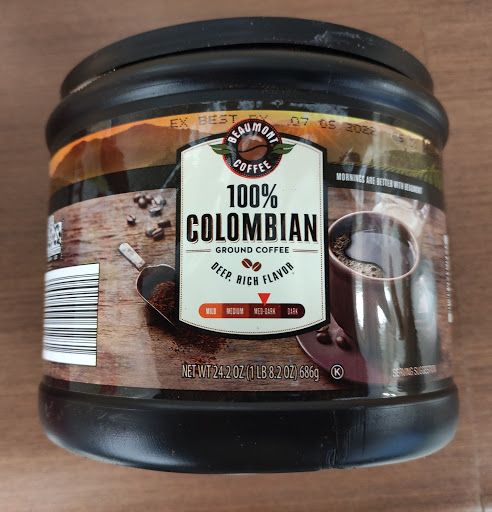 EX BEST BY 07 05 2022
BEAUMONT
COFFEE
MORNINGS ARE BETTER WITH BEAUMONT
100%
COLOMBIAN
GROUND COFFEE
DEEP, RICH FLAVOR
MILD MEDIUM MED-DARK DARK
NET WT 24.2 OZ (1 LB 8.2 OZ) 686g K
SERVING SUGGESTION